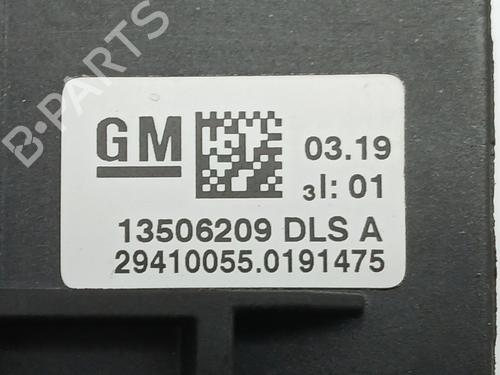 B-PARTS
GM
03.19
3I: 01
13506209 DLS A
29410055.0191475